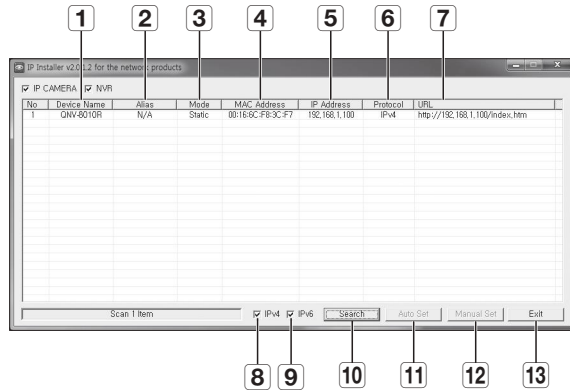 1 2 3 4 5 6 7
IP Installer v2.0.1.2 for the network products
IP CAMERA NVR
No Device Name Alias Mode MAC Address IP Address Protocol URL
1 QNV-8010R N/A Static 00:16:6C:F8:3C:F7 192,168,1,100 IPv4 http://192,168,1,100/index,htm
Scan 1 Item IPv4 IPv6 Search Auto Set Manual Set Exit
8 9 10 11 12 13